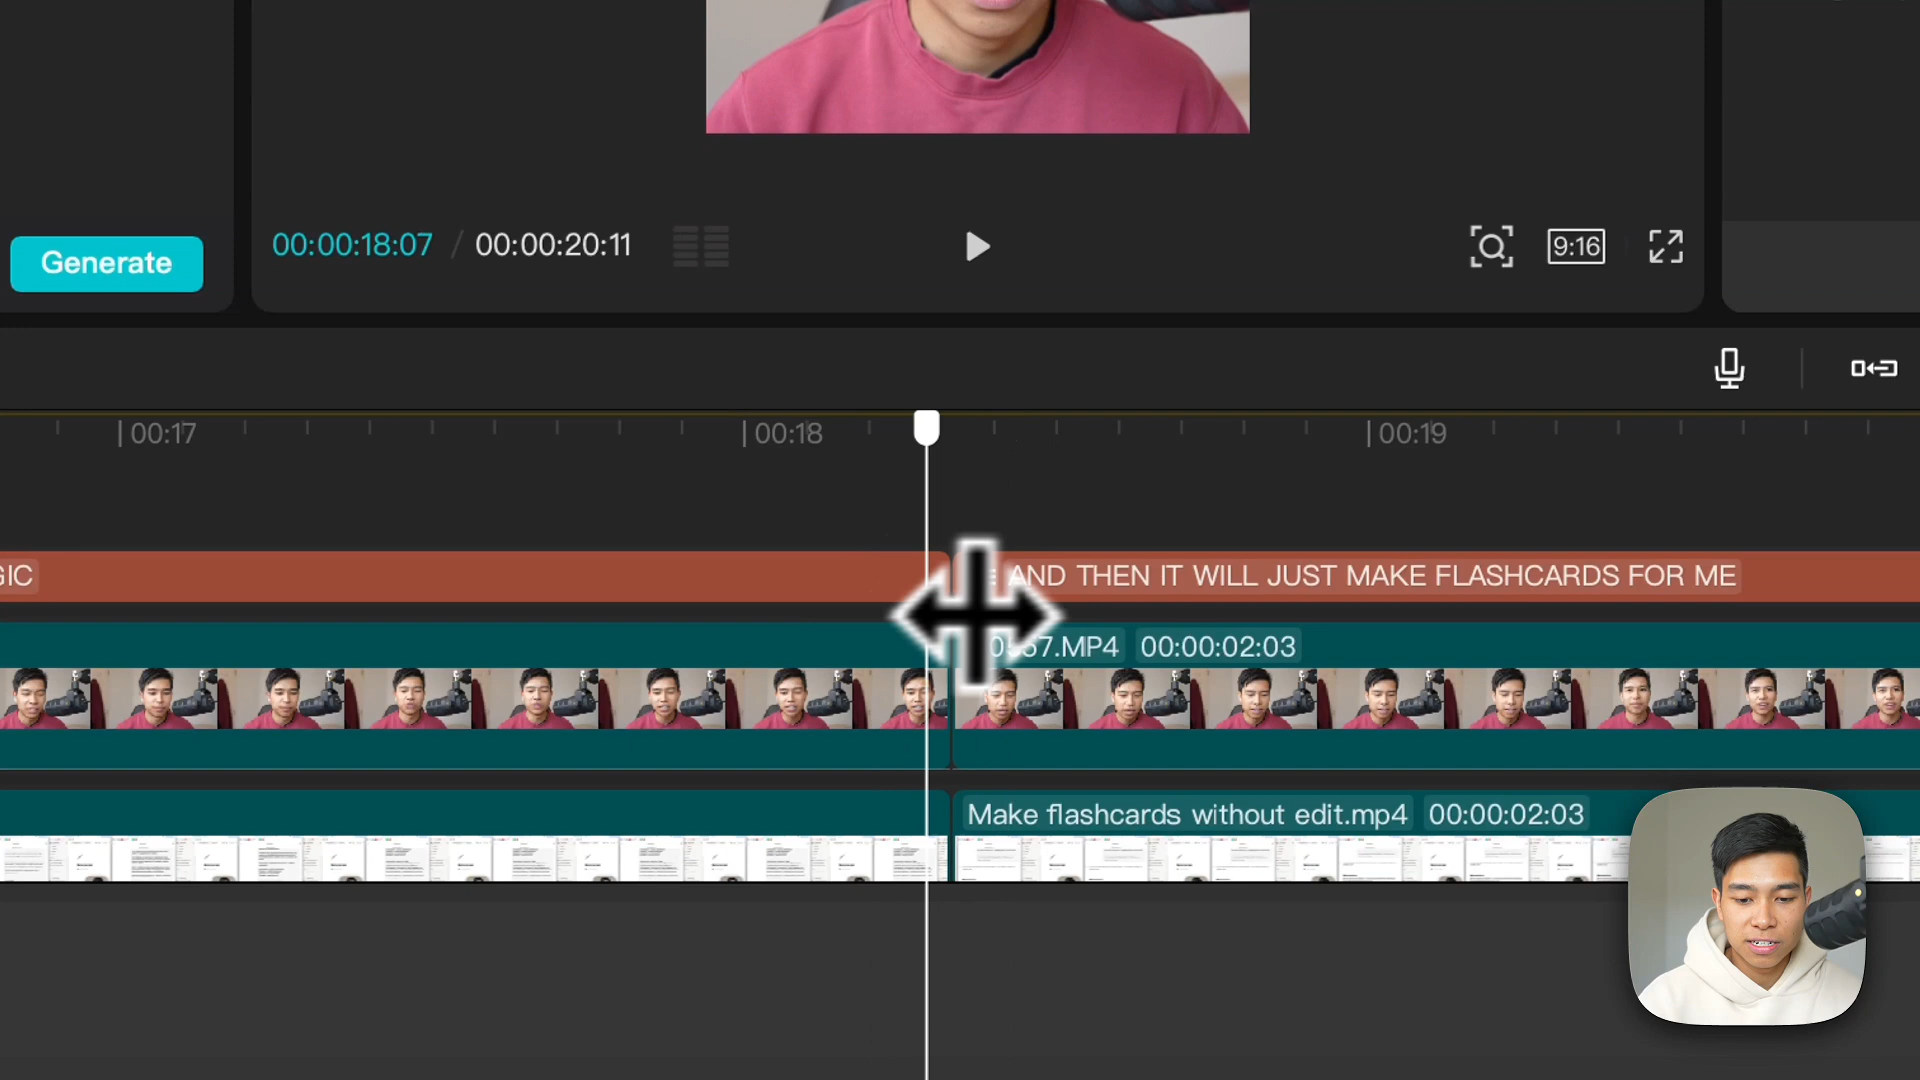 Generate
00:00:18:07 / 00:00:20:11
9:16
00:17
00:18
00:19
GIC
AND THEN IT WILL JUST MAKE FLASHCARDS FOR ME
00:00:02:03
Make flashcards without edit.mp4 00:00:02:03